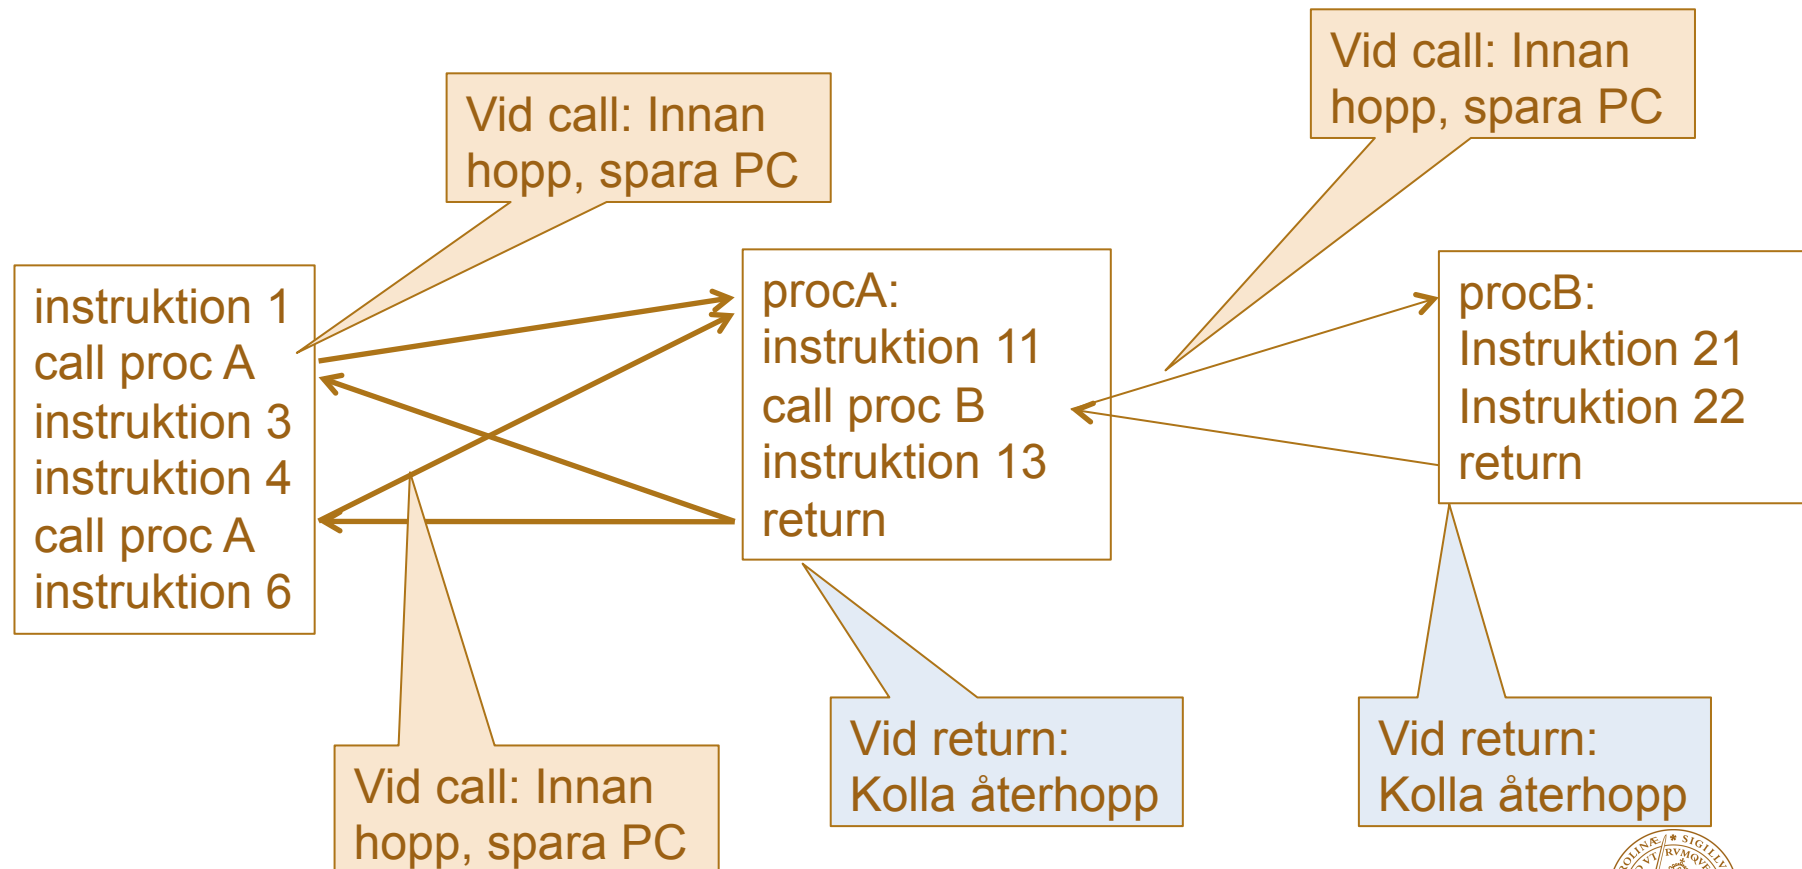 Vid call: Innan
hopp, spara PC
Vid call: Innan
hopp, spara PC
instruktion 1
call proc A
instruktion 3
instruktion 4
call proc A
instruktion 6
procA:
instruktion 11
call proc B
instruktion 13
return
procB:
Instruktion 21
Instruktion 22
return
Vid call: Innan
hopp, spara PC
Vid return:
Kolla återhopp
Vid return:
Kolla återhopp